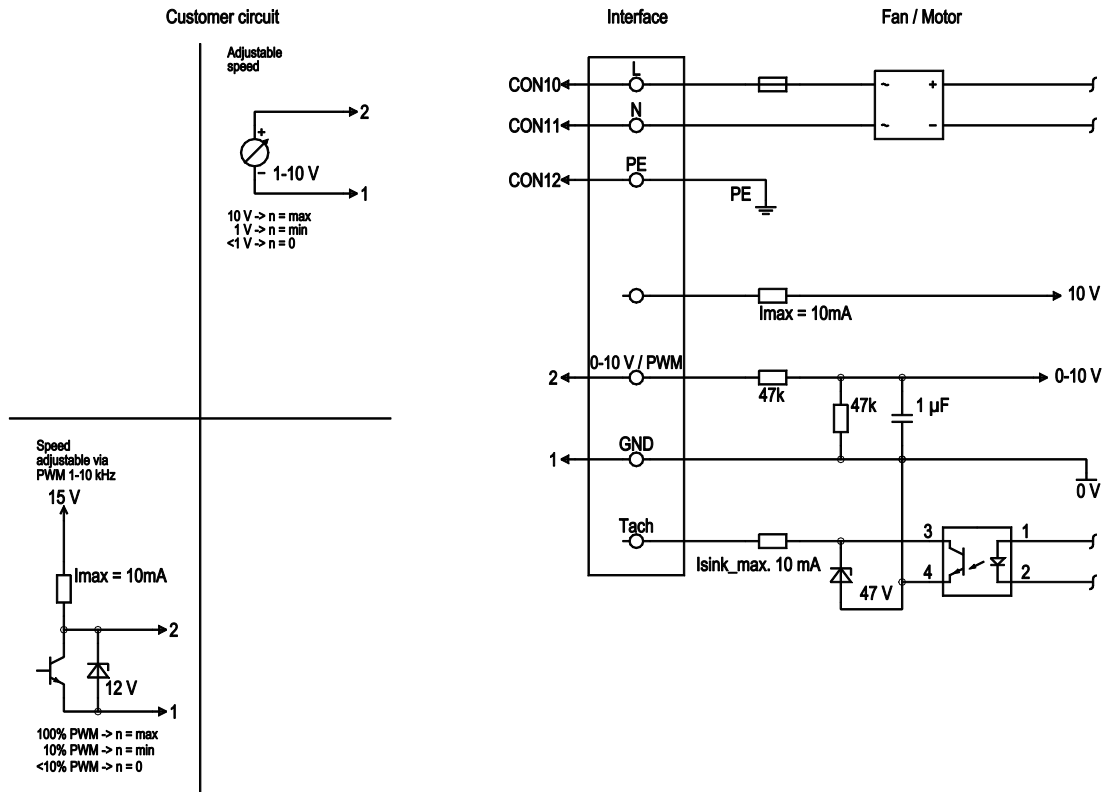 Customer circuit
Interface
Fan / Motor
Adjustable
speed
2
+
–
1-10 V
1
10 V -> n = max
1 V -> n = min
<1 V -> n = 0
Speed
adjustable via
PWM 1-10 kHz
15 V
Imax = 10mA
2
12 V
1
100% PWM -> n = max
10% PWM -> n = min
<10% PWM -> n = 0
L
CON10
~
+
N
CON11
~
–
PE
CON12
PE
10 V
Imax = 10mA
0-10 V / PWM
2
0-10 V
47k
47k
1 µF
GND
1
0 V
Tach
3
1
Isink_max. 10 mA
4
2
47 V